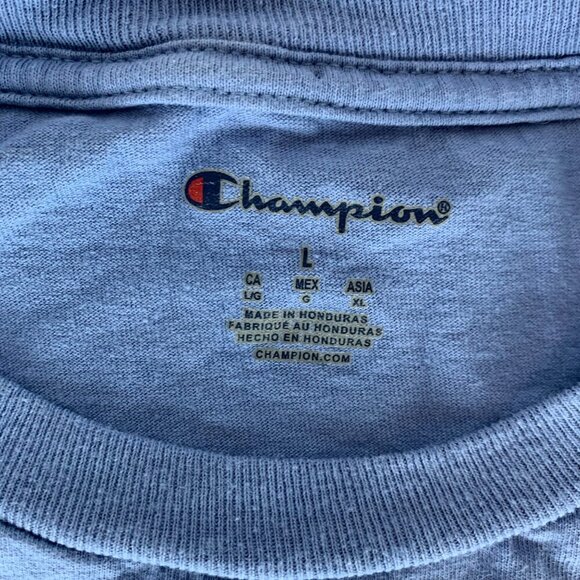 Champion®
L
CA MEX ASIA
L/G G XL
MADE IN HONDURAS
FABRIQUÉ AU HONDURAS
HECHO EN HONDURAS
CHAMPION.COM